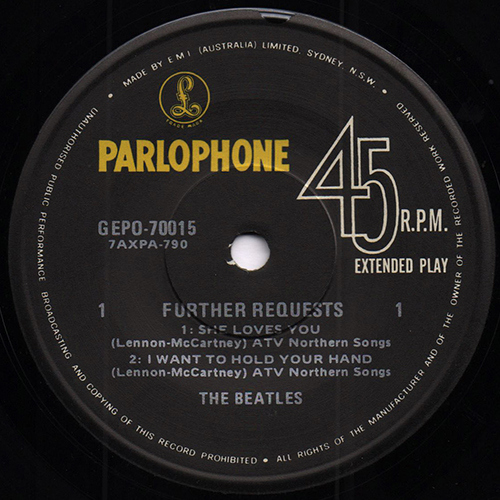 MADE BY E M I (AUSTRALIA) LIMITED, SYDNEY, N.S.W. •
UNAUTHORISED PUBLIC PERFORMANCE BROADCASTING AND COPYING OF THIS RECORD PROHIBITED • ALL RIGHTS OF THE MANUFACTURER AND OF THE OWNER OF THE RECORDED WORK RESERVED
£
TRADE MARK
PARLOPHONE
45
R.P.M.
EXTENDED PLAY
GEPO-70015
7AXPA-790
1 FURTHER REQUESTS 1
1: SHE LOVES YOU
(Lennon-McCartney) ATV Northern Songs
2: I WANT TO HOLD YOUR HAND
(Lennon-McCartney) ATV Northern Songs
THE BEATLES